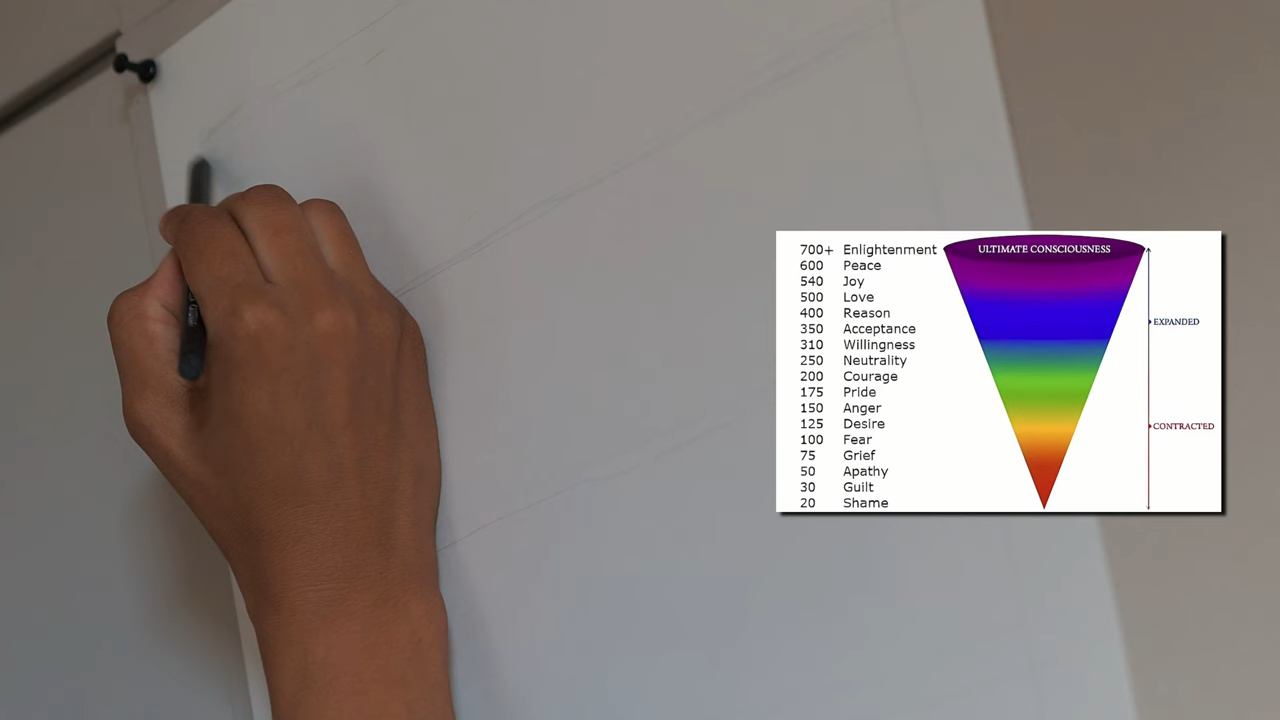 700+ Enlightenment
600 Peace
540 Joy
500 Love
400 Reason
350 Acceptance
310 Willingness
250 Neutrality
200 Courage
175 Pride
150 Anger
125 Desire
100 Fear
75 Grief
50 Apathy
30 Guilt
20 Shame
ULTIMATE CONSCIOUSNESS
EXPANDED
CONTRACTED